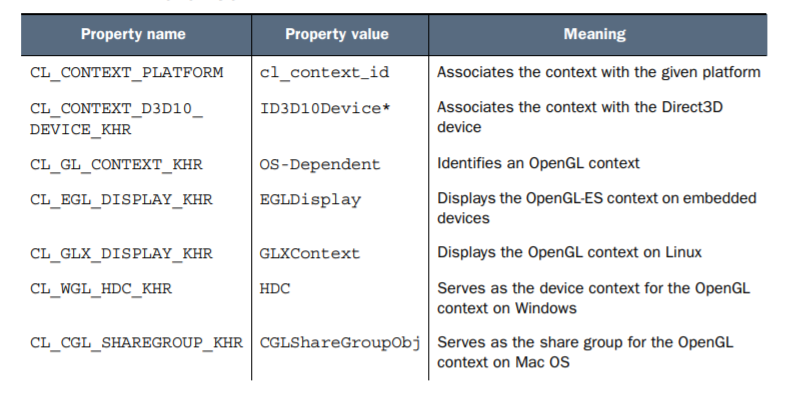 Property name Property value Meaning
CL_CONTEXT_PLATFORM cl_context_id Associates the context with the given platform
CL_CONTEXT_D3D10_ ID3D10Device* Associates the context with the Direct3D
DEVICE_KHR device
CL_GL_CONTEXT_KHR OS-Dependent Identifies an OpenGL context
CL_EGL_DISPLAY_KHR EGLDisplay Displays the OpenGL-ES context on embedded
devices
CL_GLX_DISPLAY_KHR GLXContext Displays the OpenGL context on Linux
CL_WGL_HDC_KHR HDC Serves as the device context for the OpenGL
context on Windows
CL_CGL_SHAREGROUP_KHR CGLShareGroupObj Serves as the share group for the OpenGL
context on Mac OS